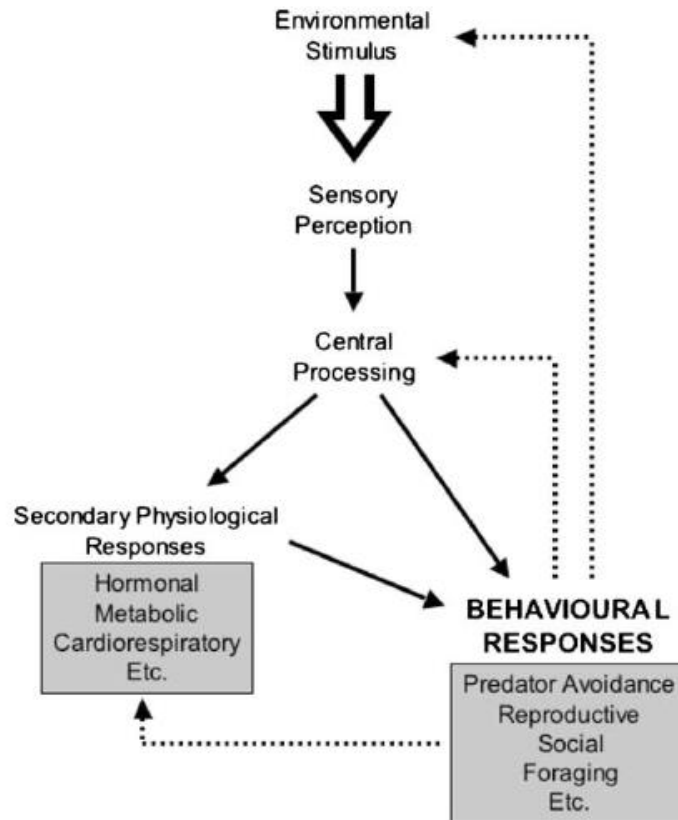 Environmental
Stimulus
Sensory
Perception
Central
Processing
Secondary Physiological
Responses
Hormonal
Metabolic
Cardiorespiratory
Etc.
BEHAVIOURAL
RESPONSES
Predator Avoidance
Reproductive
Social
Foraging
Etc.